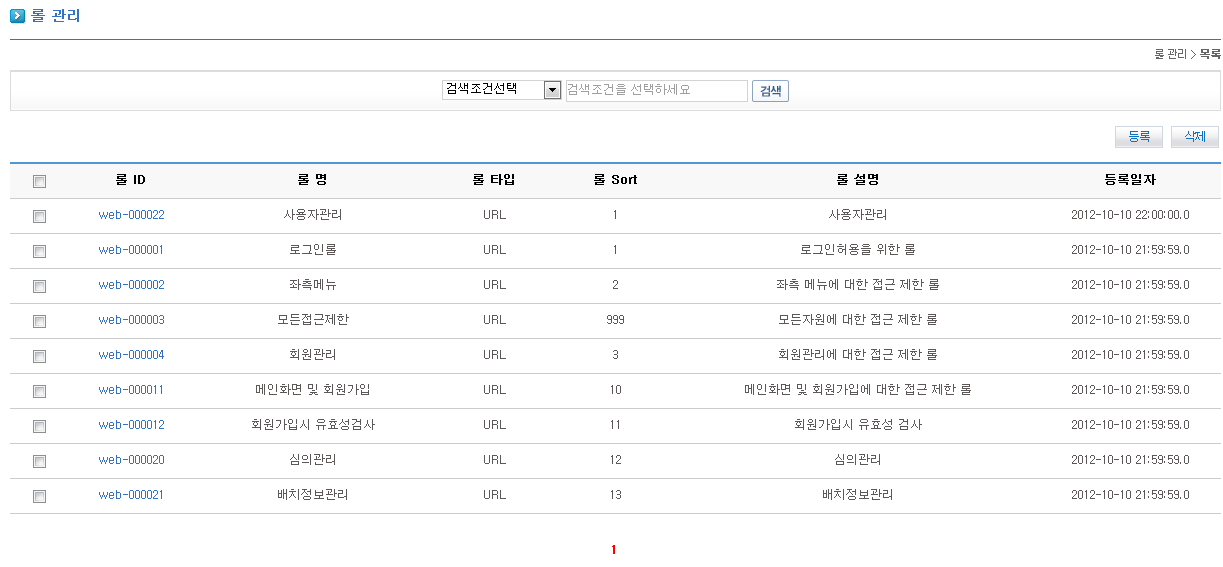 롤 관리
롤 관리 > 목록
검색조건선택 검색조건을 선택하세요 검색
등록 삭제
롤 ID 롤 명 롤 타입 롤 Sort 롤 설명 등록일자
web-000022 사용자관리 URL 1 사용자관리 2012-10-10 22:00:00.0
web-000001 로그인롤 URL 1 로그인허용을 위한 롤 2012-10-10 21:59:59.0
web-000002 좌측메뉴 URL 2 좌측 메뉴에 대한 접근 제한 롤 2012-10-10 21:59:59.0
web-000003 모든접근제한 URL 999 모든자원에 대한 접근 제한 롤 2012-10-10 21:59:59.0
web-000004 회원관리 URL 3 회원관리에 대한 접근 제한 롤 2012-10-10 21:59:59.0
web-000011 메인화면 및 회원가입 URL 10 메인화면 및 회원가입에 대한 접근 제한 롤 2012-10-10 21:59:59.0
web-000012 회원가입시 유효성검사 URL 11 회원가입시 유효성 검사 2012-10-10 21:59:59.0
web-000020 심의관리 URL 12 심의관리 2012-10-10 21:59:59.0
web-000021 배치정보관리 URL 13 배치정보관리 2012-10-10 21:59:59.0
1